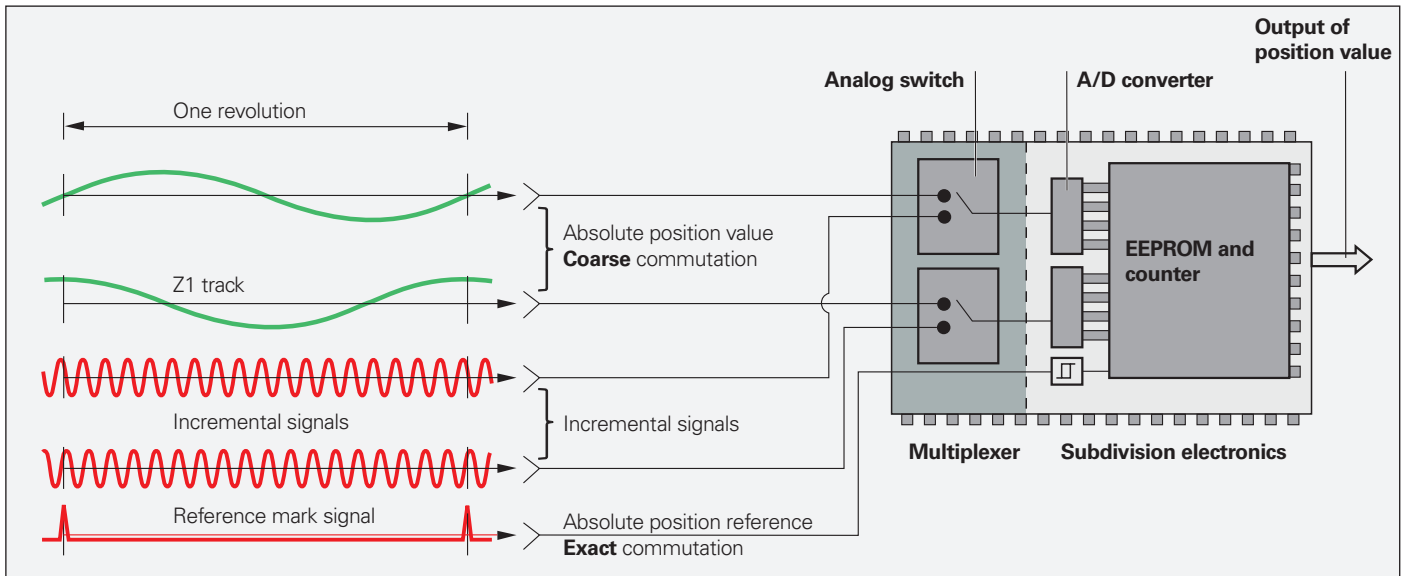 Output of
position value
Analog switch
A/D converter
One revolution
Absolute position value
Coarse commutation
EEPROM and
counter
Z1 track
Incremental signals
Incremental signals
Multiplexer
Subdivision electronics
Reference mark signal
Absolute position reference
Exact commutation